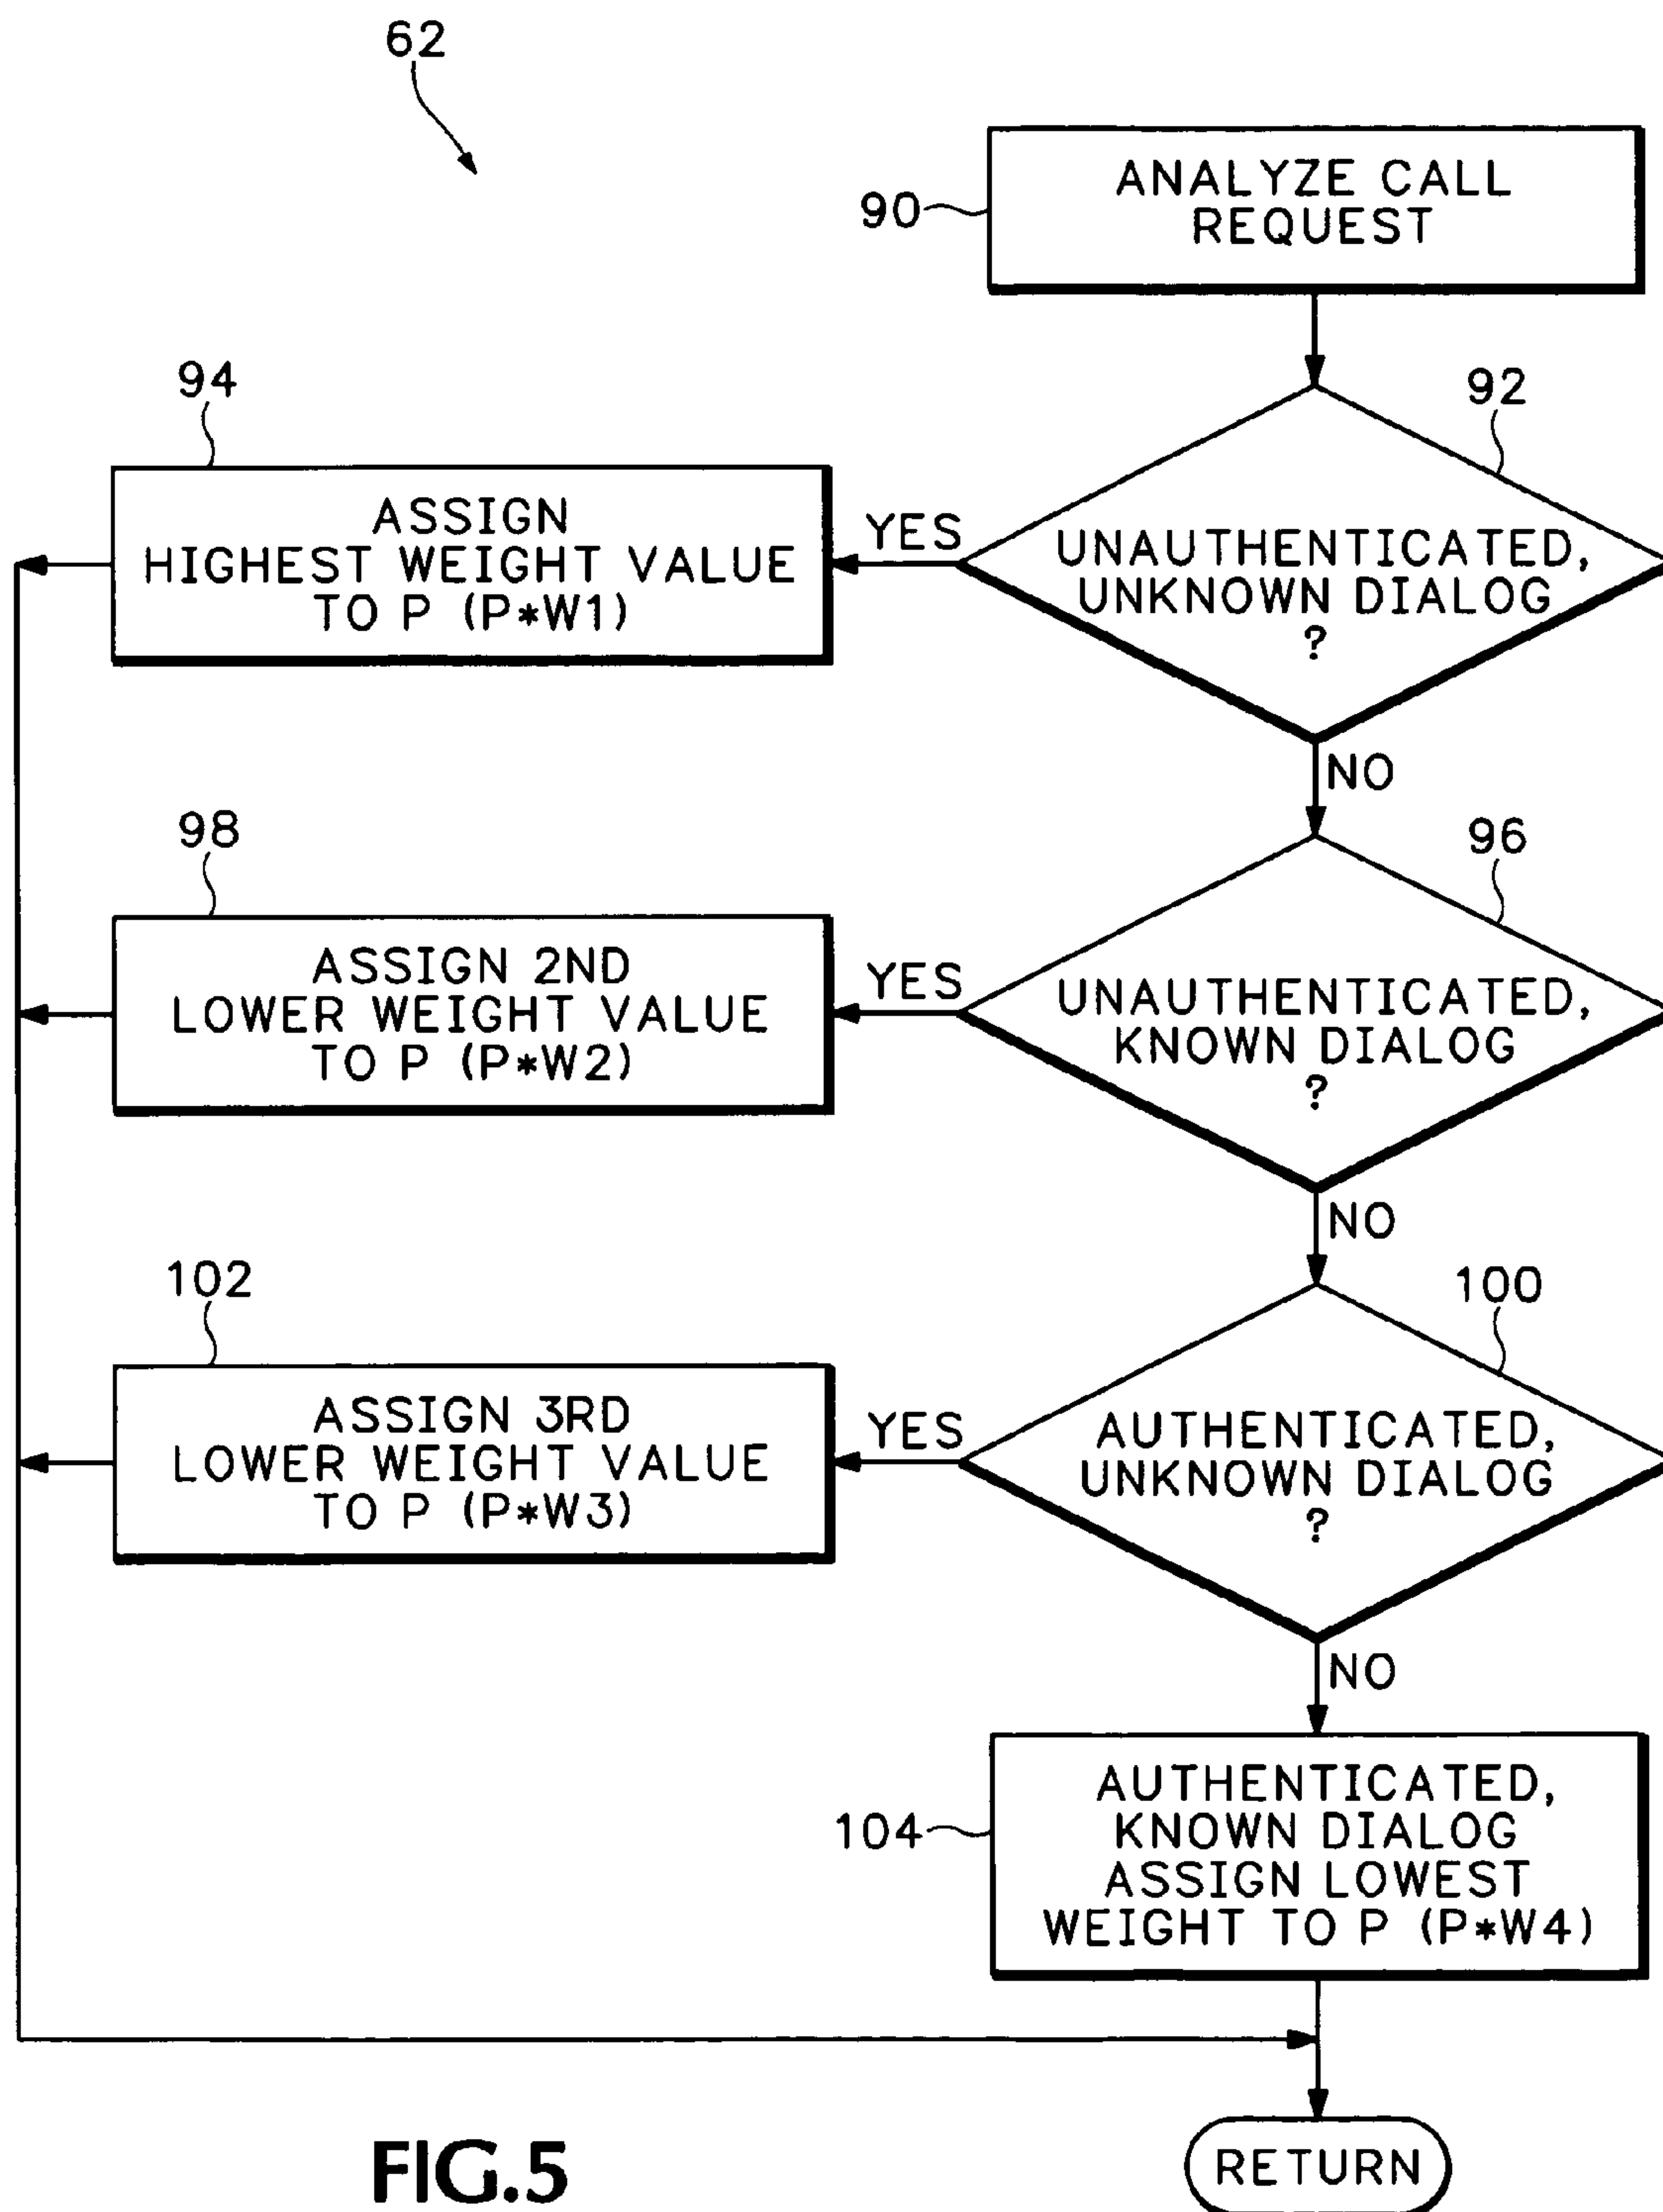 62
ANALYZE CALL
REQUEST
90
92
UNAUTHENTICATED,
UNKNOWN DIALOG
?
YES
94
ASSIGN
HIGHEST WEIGHT VALUE
TO P (P*W1)
NO
96
UNAUTHENTICATED,
KNOWN DIALOG
?
YES
98
ASSIGN 2ND
LOWER WEIGHT VALUE
TO P (P*W2)
NO
100
AUTHENTICATED,
UNKNOWN DIALOG
?
YES
102
ASSIGN 3RD
LOWER WEIGHT VALUE
TO P (P*W3)
NO
104
AUTHENTICATED,
KNOWN DIALOG
ASSIGN LOWEST
WEIGHT TO P (P*W4)
RETURN
FIG.5